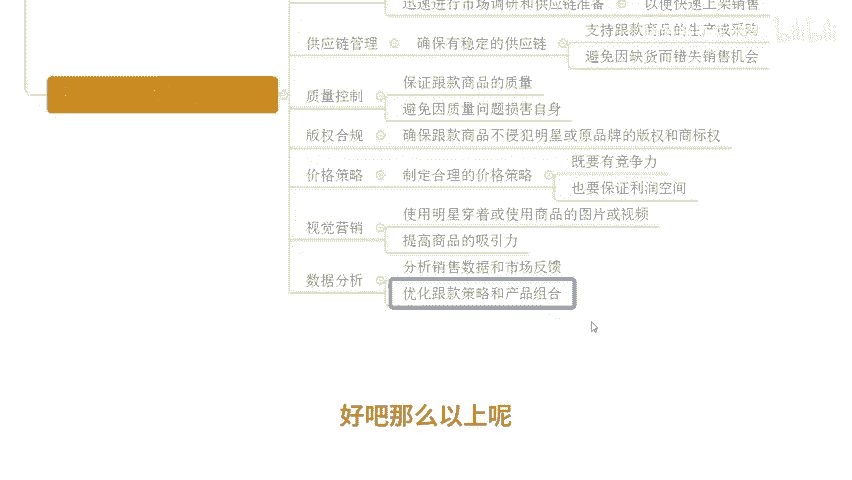 迅速进行市场调研和供应链准备 以便快速上架销售
供应链管理 确保有稳定的供应链 支持跟款商品的生产或采购
避免因缺货而错失销售机会
质量控制 保证跟款商品的质量
避免因质量问题损害自身
版权合规 确保跟款商品不侵犯明星或原品牌的版权和商标权
价格策略 制定合理的价格策略 既要有竞争力
也要保证利润空间
视觉营销 使用明星穿着或使用商品的图片或视频
提高商品的吸引力
数据分析 分析销售数据和市场反馈
优化跟款策略和产品组合
好吧那么以上呢